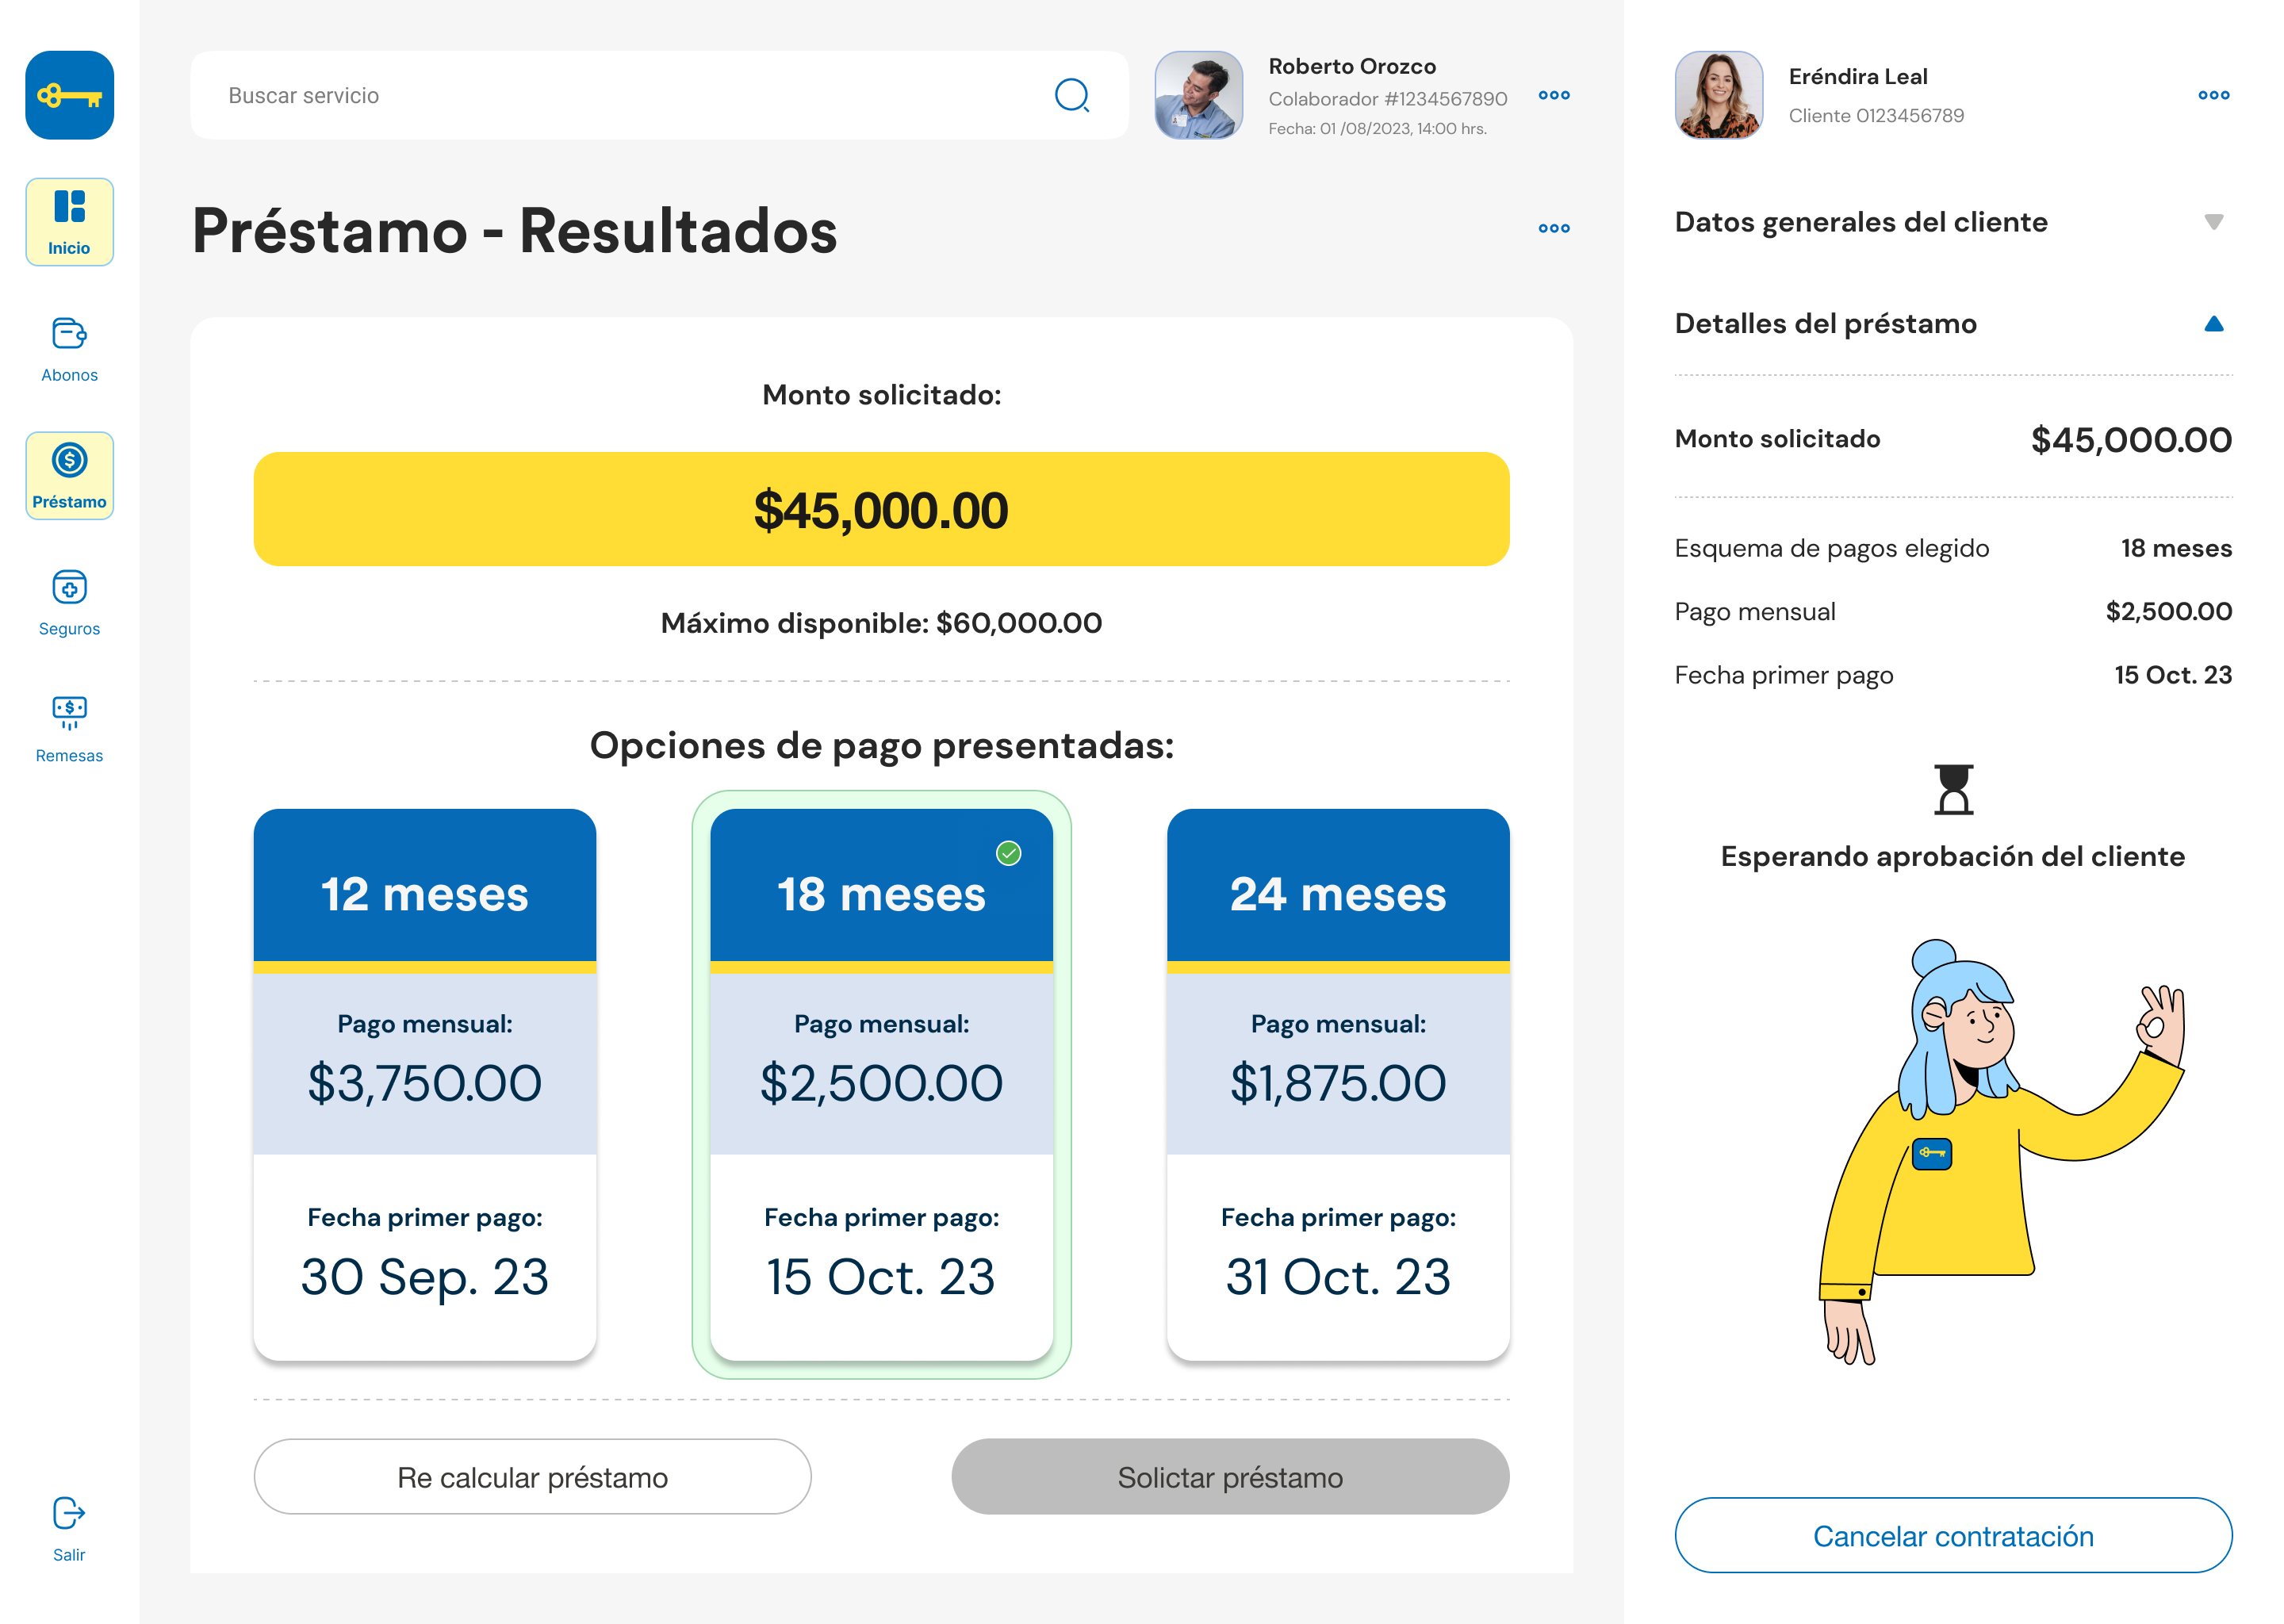 Buscar servicio
Roberto Orozco
Colaborador #1234567890
Fecha: 01 /08/2023, 14:00 hrs.
Eréndira Leal
Cliente 0123456789
Inicio
Abonos
Préstamo
Seguros
Remesas
Salir
Préstamo - Resultados
Monto solicitado:
$45,000.00
Máximo disponible: $60,000.00
Opciones de pago presentadas:
12 meses
Pago mensual:
$3,750.00
Fecha primer pago:
30 Sep. 23
18 meses
Pago mensual:
$2,500.00
Fecha primer pago:
15 Oct. 23
24 meses
Pago mensual:
$1,875.00
Fecha primer pago:
31 Oct. 23
Re calcular préstamo
Solictar préstamo
Datos generales del cliente
Detalles del préstamo
Monto solicitado $45,000.00
Esquema de pagos elegido 18 meses
Pago mensual $2,500.00
Fecha primer pago 15 Oct. 23
Esperando aprobación del cliente
Cancelar contratación